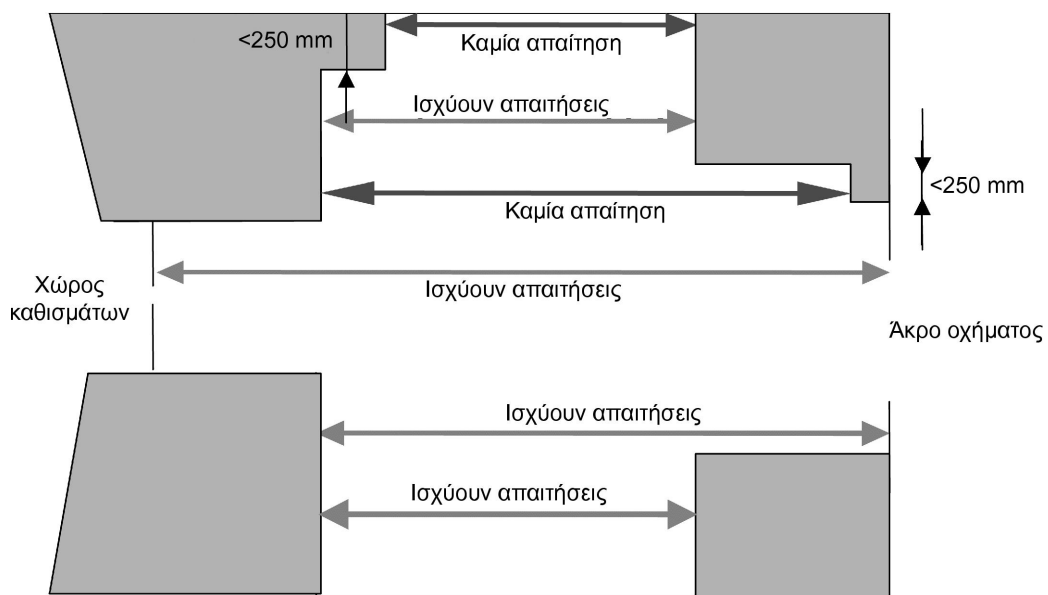 <250 mm
Καμία απαίτηση
Ισχύουν απαιτήσεις
<250 mm
Καμία απαίτηση
Χώρος
καθισμάτων
Ισχύουν απαιτήσεις
Άκρο οχήματος
Ισχύουν απαιτήσεις
Ισχύουν απαιτήσεις